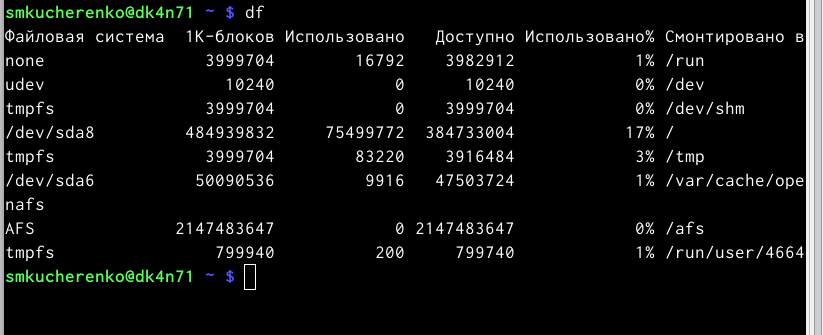 smkucherenko@dk4n71 ~ $ df
Файловая система 1K-блоков Использовано Доступно Использовано% Cмонтировано в
none 3999704 16792 3982912 1% /run
udev 10240 0 10240 0% /dev
tmpfs 3999704 0 3999704 0% /dev/shm
/dev/sda8 484939832 75499772 384733004 17% /
tmpfs 3999704 83220 3916484 3% /tmp
/dev/sda6 50090536 9916 47503724 1% /var/cache/ope
nafs
AFS 2147483647 0 2147483647 0% /afs
tmpfs 799940 200 799740 1% /run/user/4664
smkucherenko@dk4n71 ~ $